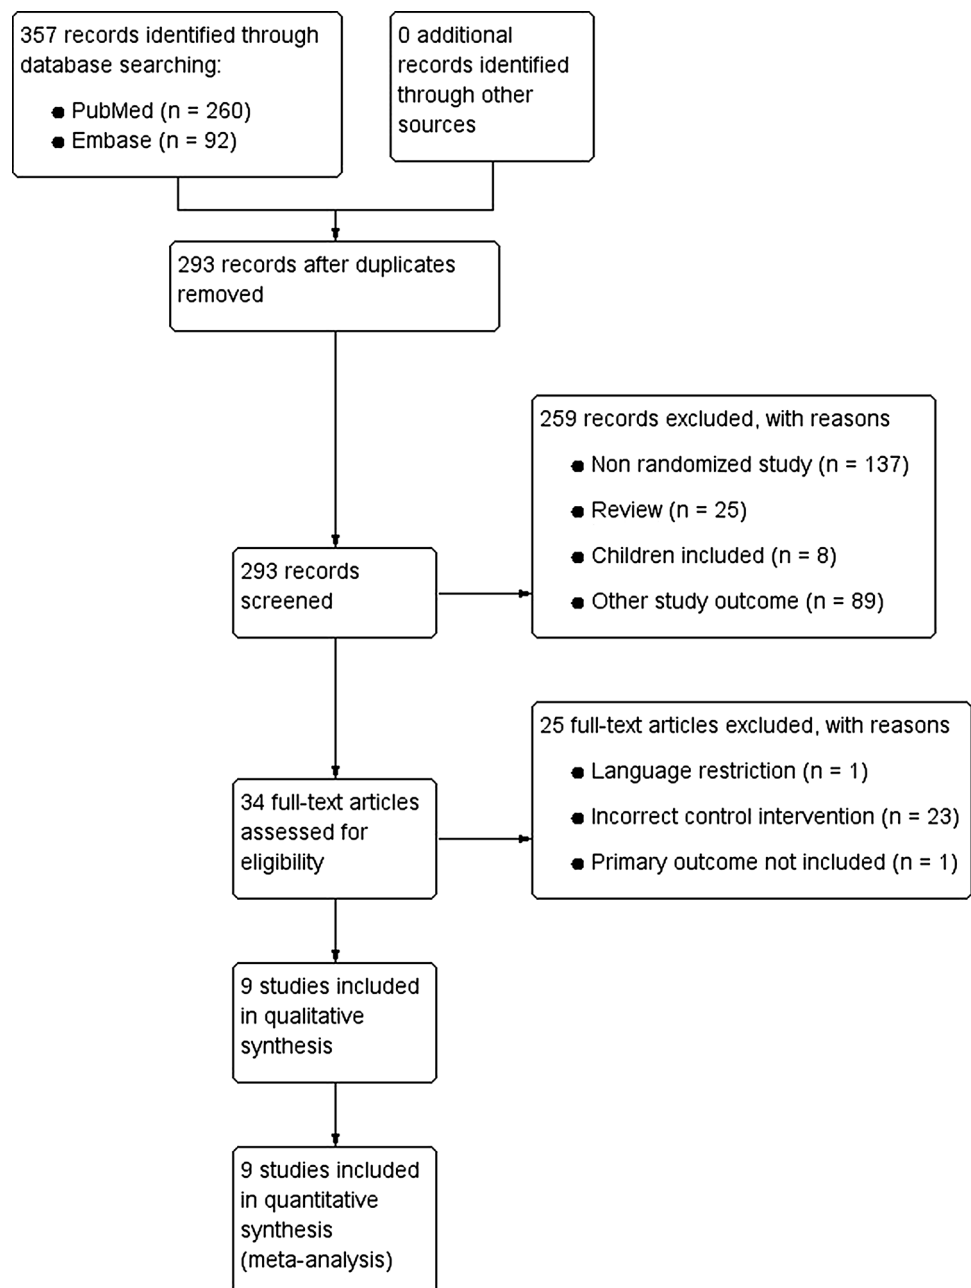 357 records identified through
database searching:
● PubMed (n = 260)
● Embase (n = 92)
0 additional
records identified
through other
sources
293 records after duplicates
removed
259 records excluded, with reasons
● Non randomized study (n = 137)
● Review (n = 25)
● Children included (n = 8)
● Other study outcome (n = 89)
293 records
screened
25 full-text articles excluded, with reasons
● Language restriction (n = 1)
● Incorrect control intervention (n = 23)
● Primary outcome not included (n = 1)
34 full-text articles
assessed for
eligibility
9 studies included
in qualitative
synthesis
9 studies included
in quantitative
synthesis
(meta-analysis)